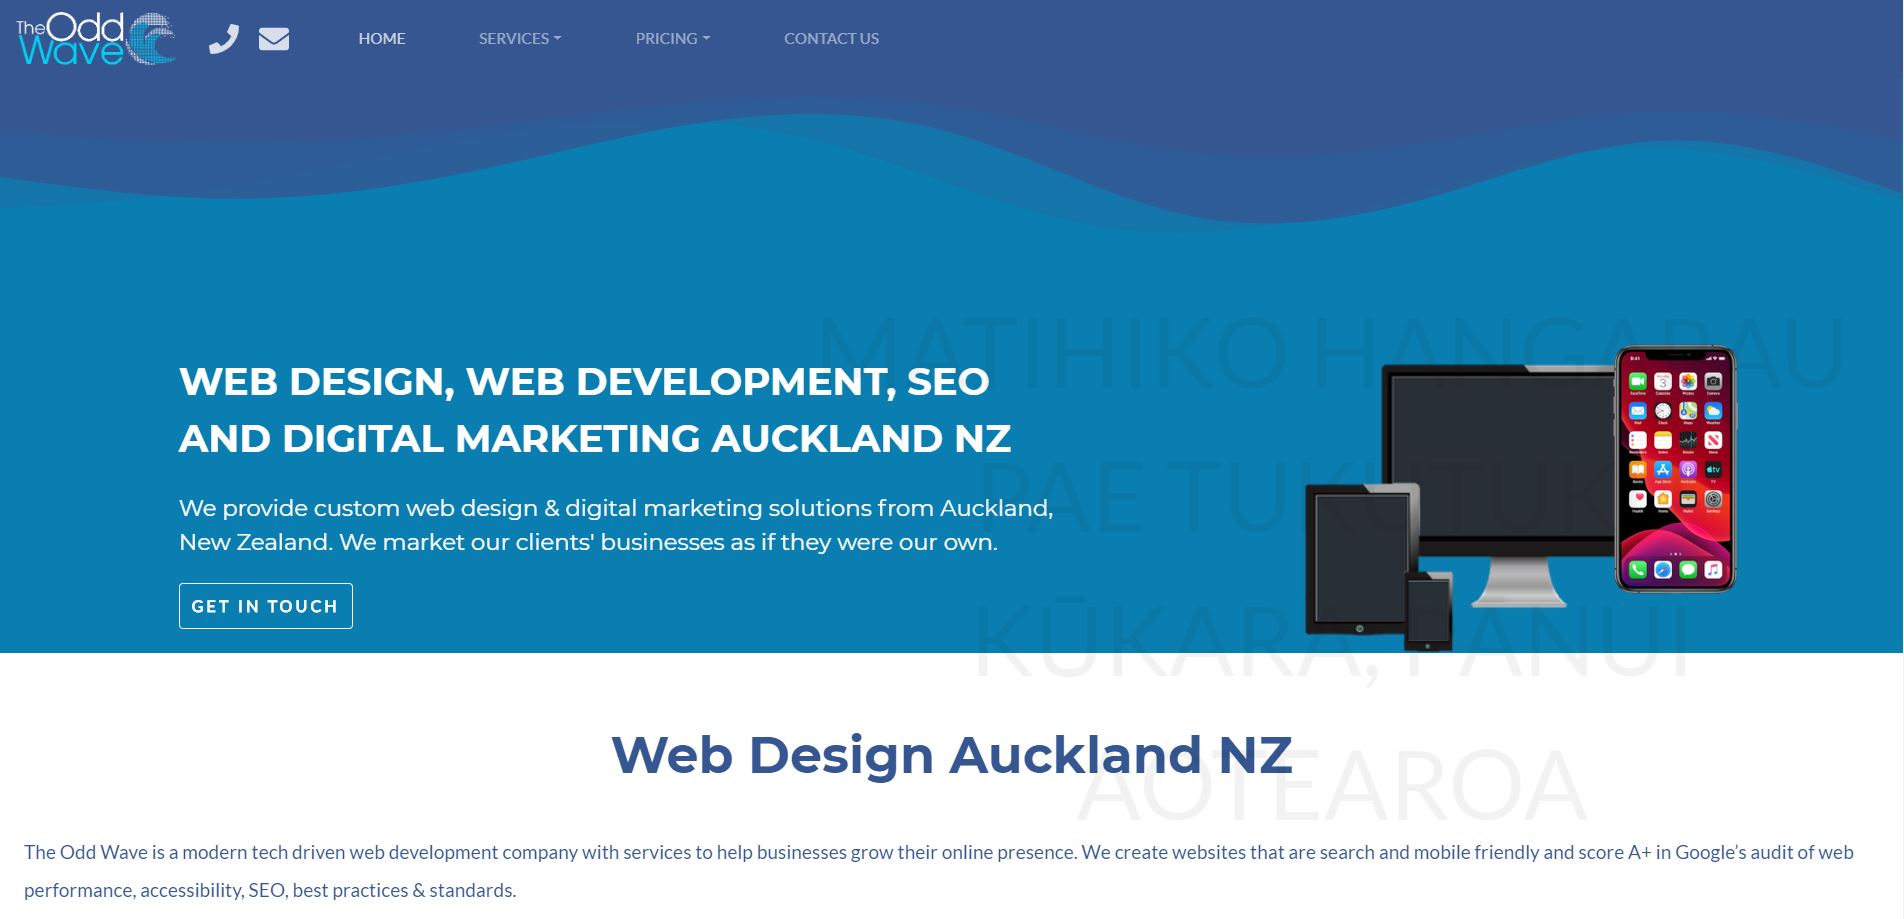 The Odd
Wave
HOME
SERVICES
PRICING
CONTACT US
MATIHIKO HANGARAU
WEB DESIGN, WEB DEVELOPMENT, SEO
AND DIGITAL MARKETING AUCKLAND NZ
PAE TUKUTUK
We provide custom web design & digital marketing solutions from Auckland,
New Zealand. We market our clients' businesses as if they were our own.
GET IN TOUCH
KŪKARA, PĀNUI
Web Design Auckland NZ
AOTEAROA
The Odd Wave is a modern tech driven web development company with services to help businesses grow their online presence. We create websites that are search and mobile friendly and score A+ in Google’s audit of web
performance, accessibility, SEO, best practices & standards.